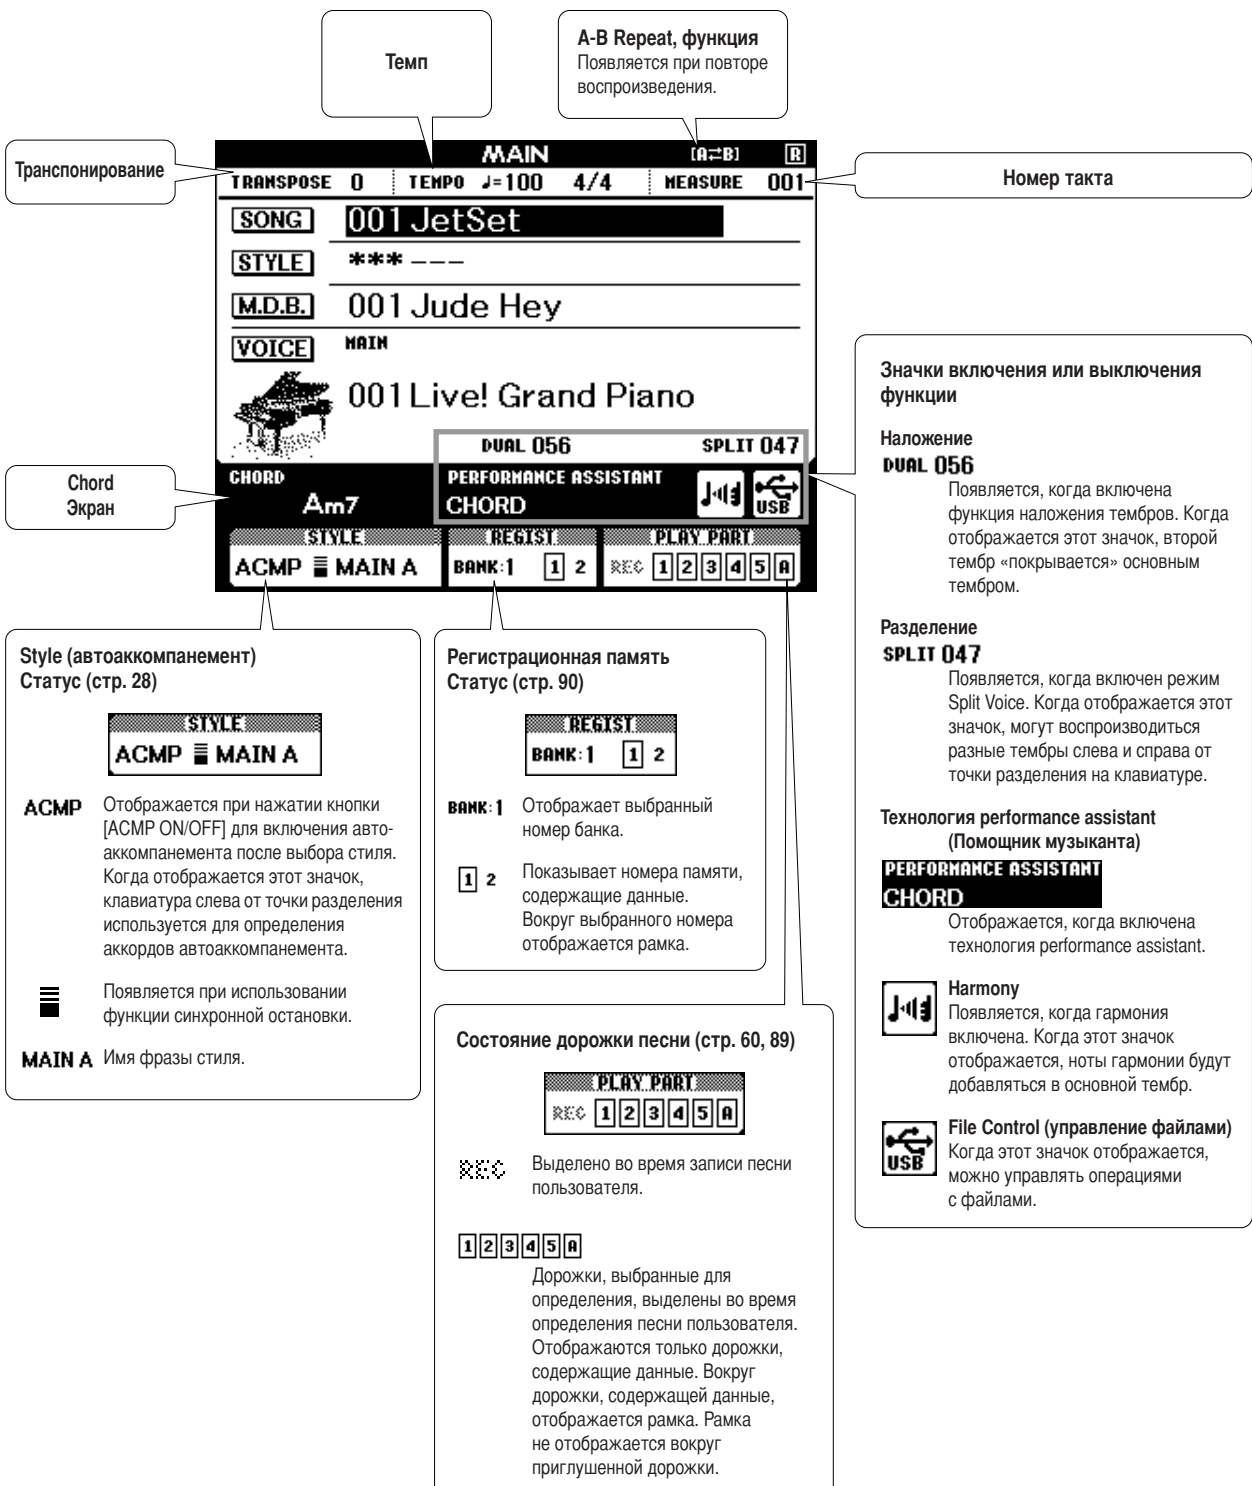 Темп
A-B Repeat, функция
Появляется при повторе
воспроизведения.
Транспонирование
Номер такта
MAIN
[A⇄B]
R
TRANSPOSE 0
TEMPO ♩=100 4/4
MEASURE 001
SONG 001 JetSet
STYLE *** ---
M.D.B. 001 Jude Hey
VOICE MAIN
001 Live! Grand Piano
DUAL 056
SPLIT 047
Chord
Экран
CHORD
Am7
PERFORMANCE ASSISTANT
CHORD
USB
STYLE
ACMP MAIN A
REGIST
BANK:1 1 2
PLAY PART
REC 1 2 3 4 5 A
Style (автоаккомпанемент)
Статус (стр. 28)
STYLE
ACMP MAIN A
ACMP
Отображается при нажатии кнопки
[ACMP ON/OFF] для включения авто-
аккомпанемента после выбора стиля.
Когда отображается этот значок,
клавиатура слева от точки разделения
используется для определения
аккордов автоаккомпанемента.
Появляется при использовании
функции синхронной остановки.
MAIN A Имя фразы стиля.
Регистрационная память
Статус (стр. 90)
REGIST
BANK:1 1 2
BANK:1
Отображает выбранный
номер банка.
1 2
Показывает номера памяти,
содержащие данные.
Вокруг выбранного номера
отображается рамка.
Состояние дорожки песни (стр. 60, 89)
PLAY PART
REC 1 2 3 4 5 A
REC
Выделено во время записи песни
пользователя.
1 2 3 4 5 A
Дорожки, выбранные для
определения, выделены во время
определения песни пользователя.
Отображаются только дорожки,
содержащие данные. Вокруг
дорожки, содержащей данные,
отображается рамка. Рамка
не отображается вокруг
приглушенной дорожки.
Значки включения или выключения
функции
Наложение
DUAL 056
Появляется, когда включена
функция наложения тембров. Когда
отображается этот значок, второй
тембр «покрывается» основным
тембром.
Разделение
SPLIT 047
Появляется, когда включен режим
Split Voice. Когда отображается этот
значок, могут воспроизводиться
разные тембры слева и справа от
точки разделения на клавиатуре.
Технология performance assistant
(Помощник музыканта)
PERFORMANCE ASSISTANT
CHORD
Отображается, когда включена
технология performance assistant.
Harmony
Появляется, когда гармония
включена. Когда этот значок
отображается, ноты гармонии будут
добавляться в основной тембр.
USB
File Control (управление файлами)
Когда этот значок отображается,
можно управлять операциями
с файлами.